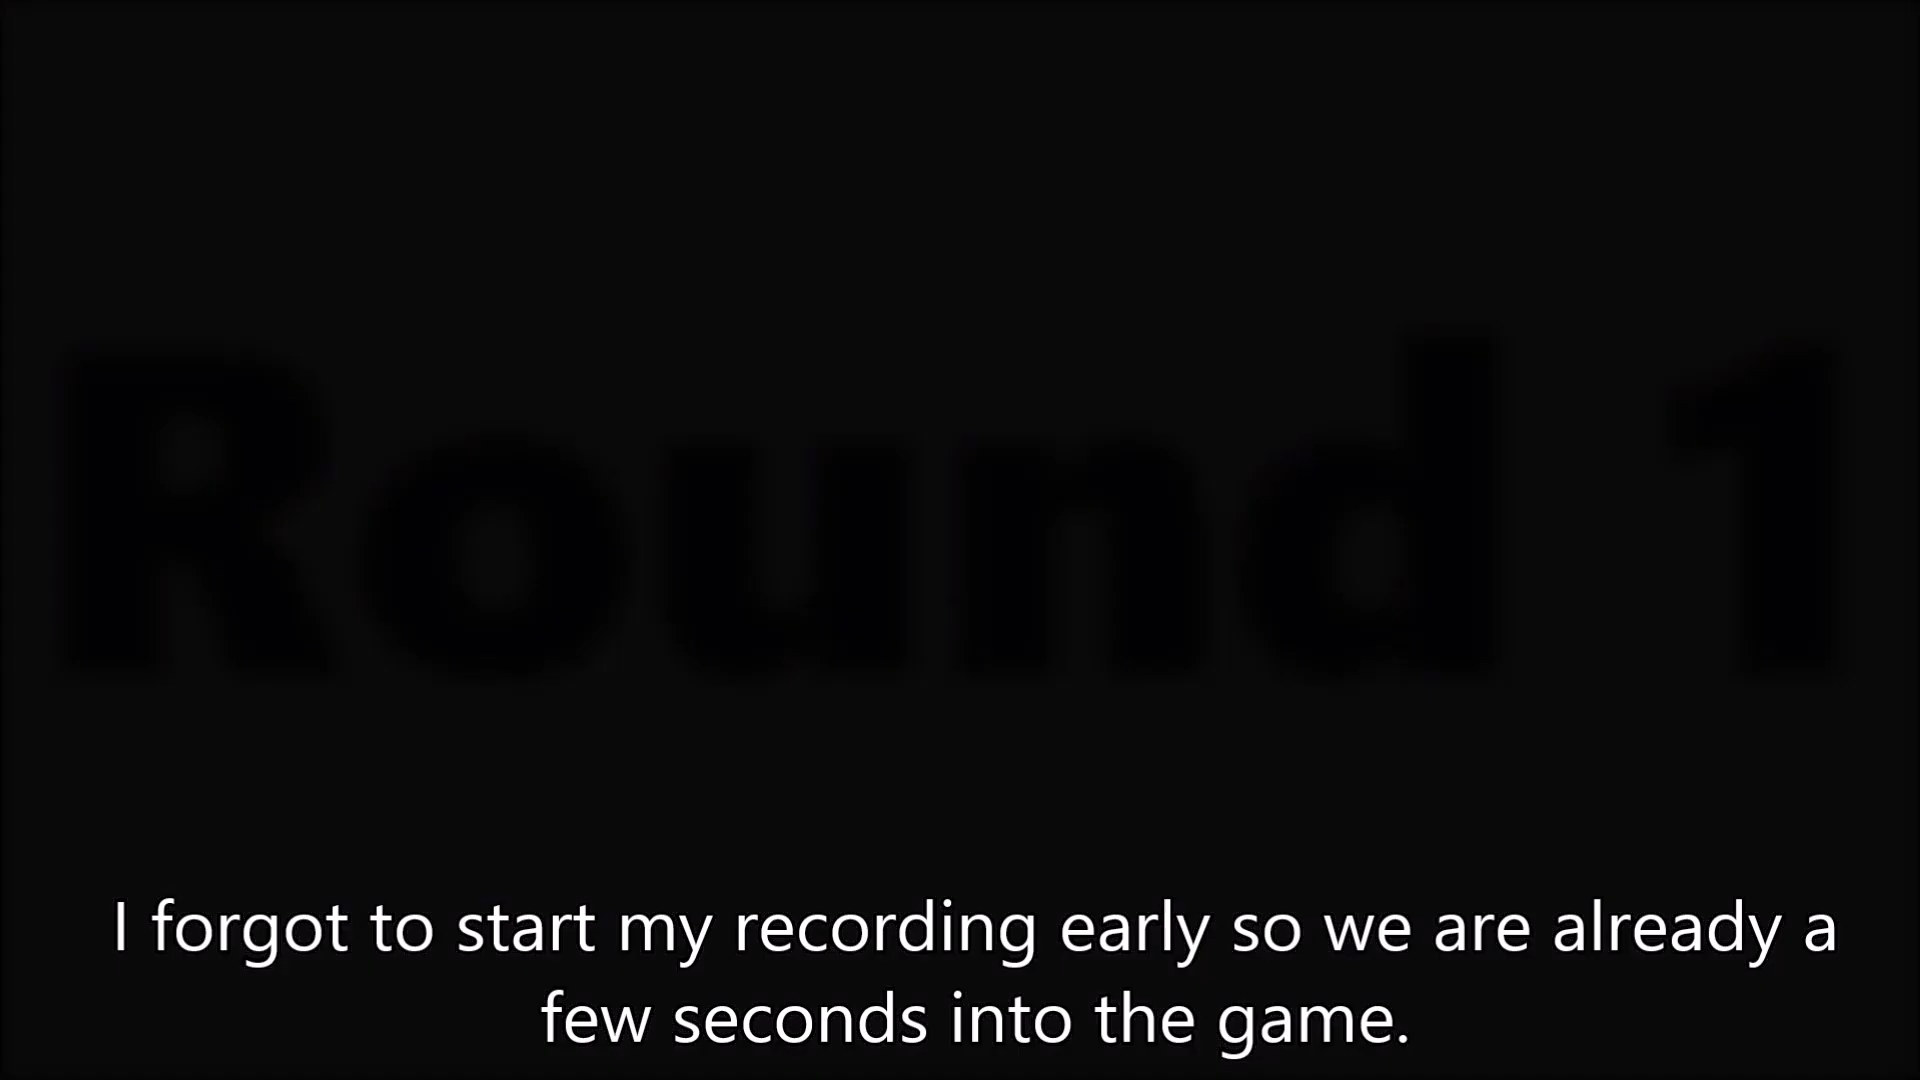 Round 1
I forgot to start my recording early so we are already a
few seconds into the game.